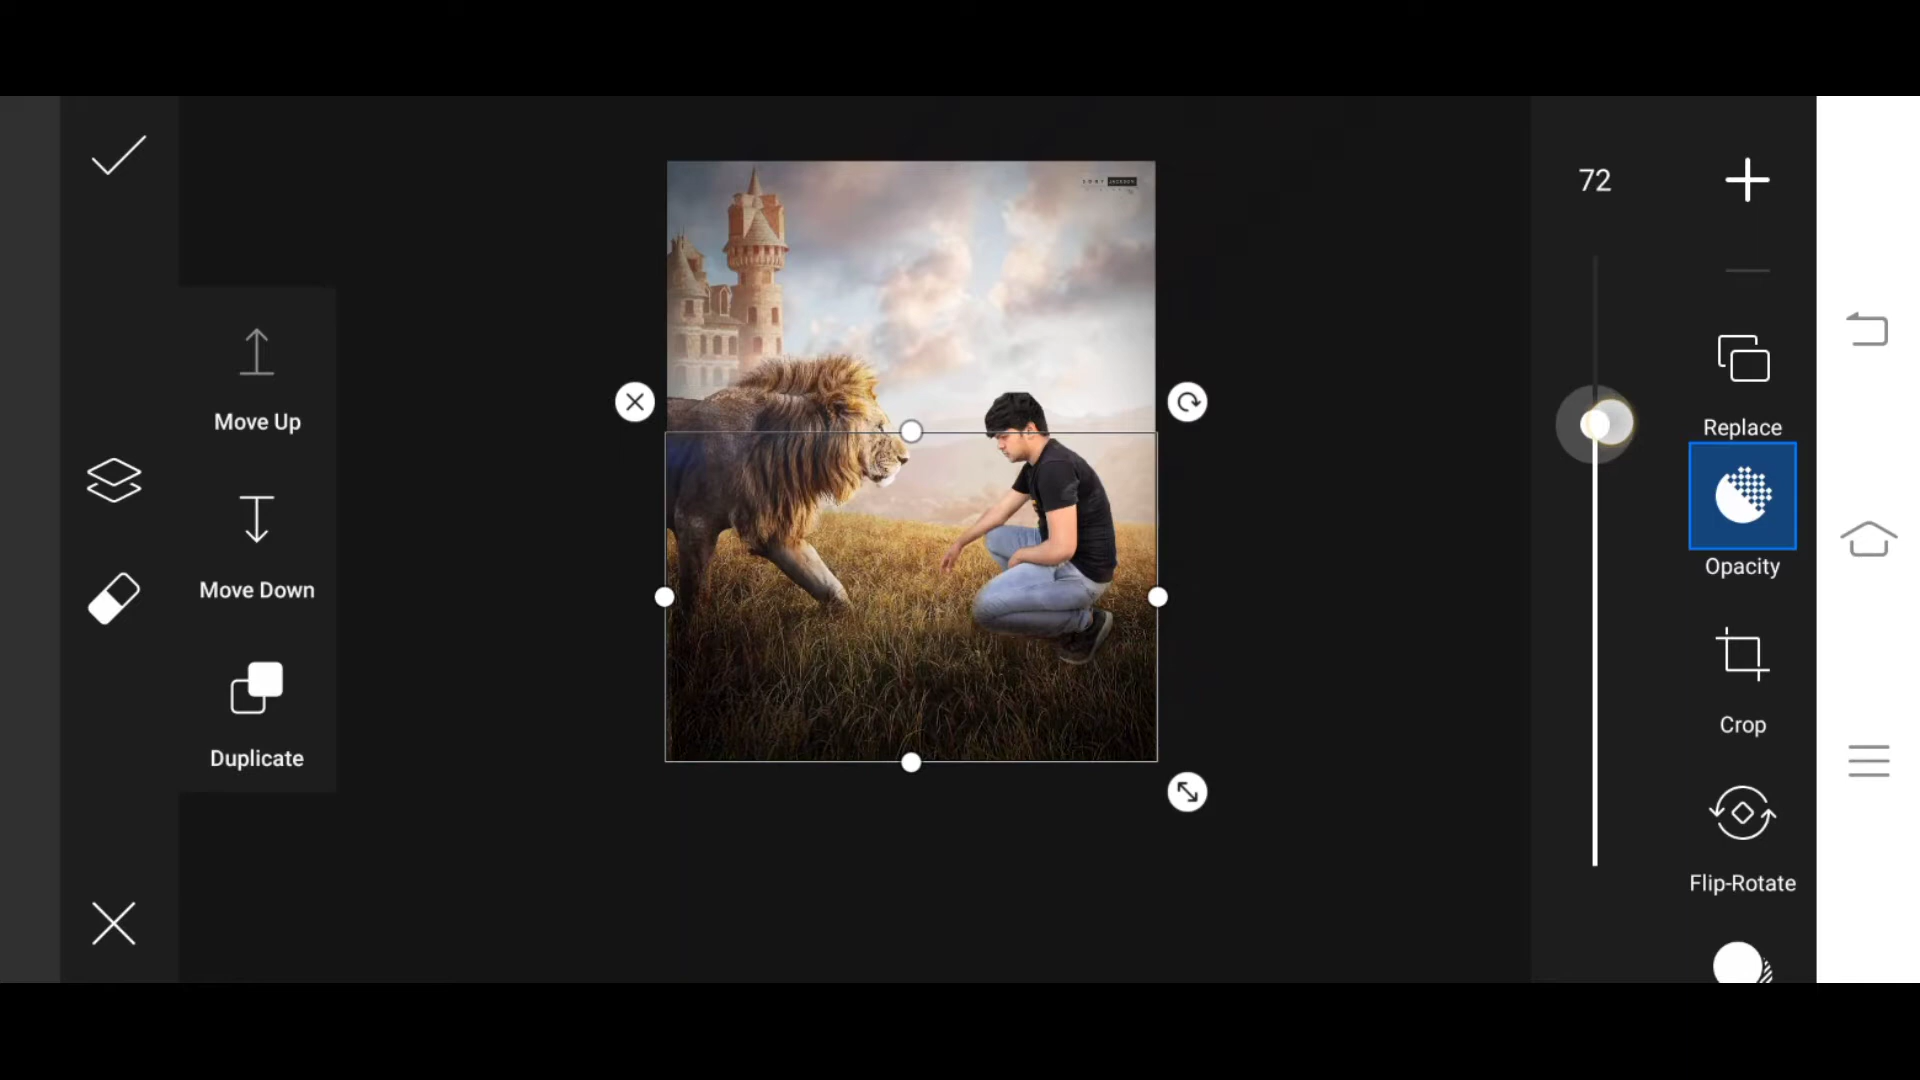 72
Move Up
Move Down
Duplicate
Replace
Opacity
Crop
Flip-Rotate